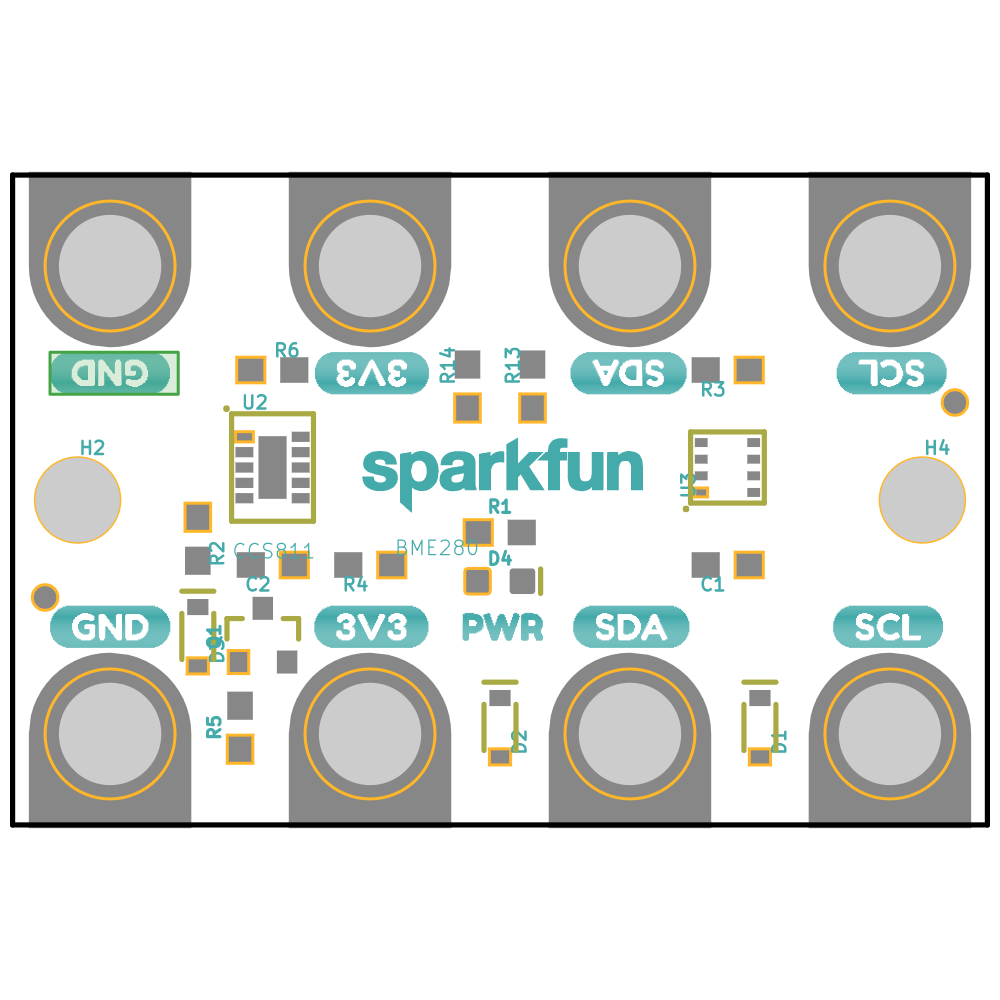 R6
R14
R13
GND
3V3
SDA
SCL
R3
U2
H2
H4
sparkfun
U3
R1
R2
CCS811
BME280
D4
C2
R4
C1
GND
3V3
PWR
SDA
SCL
R5
D2
D1